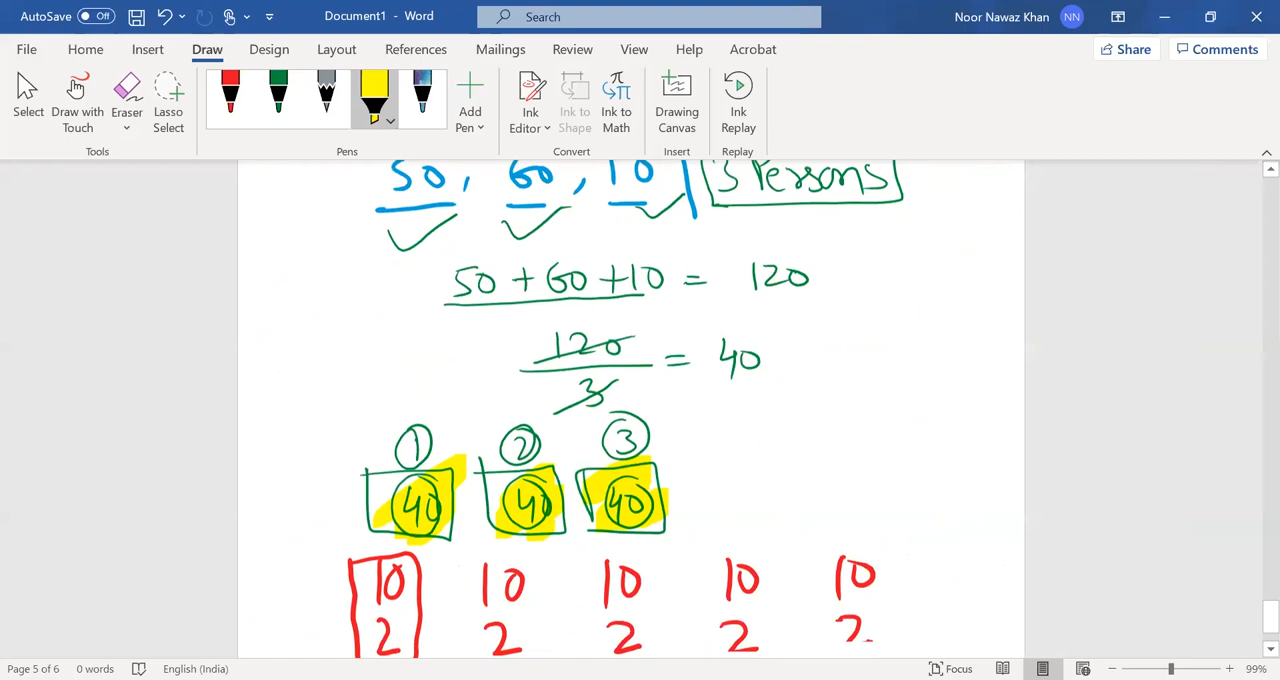 AutoSave Off Document1 - Word Search Noor Nawaz Khan NN
File Home Insert Draw Design Layout References Mailings Review View Help Acrobat Share Comments
Select Draw with Touch Eraser Lasso Select Add Pen Ink Editor Ink to Shape Ink to Math Drawing Canvas Ink Replay
Tools Pens Convert Insert Replay
50, 60, 10 3 Persons
50 + 60 + 10 = 120
120
3
= 40
1 2 3
40 40 40
10 10 10 10 10
2 2 2 2 2
Page 5 of 6 0 words English (India) Focus 99%